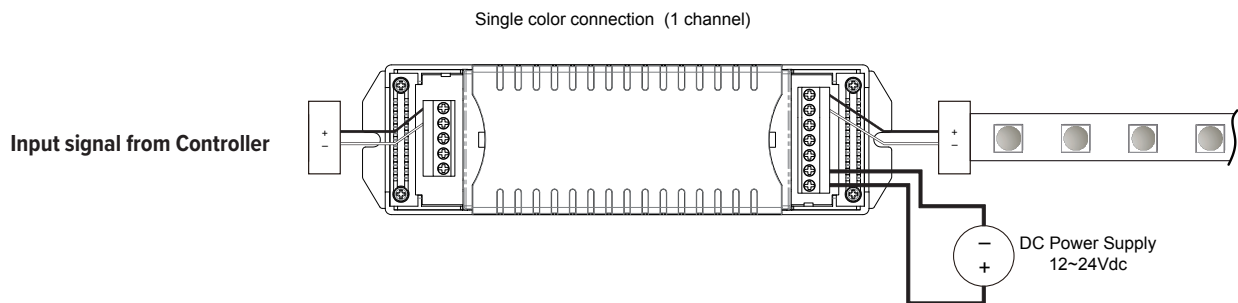 Single color connection (1 channel)
Input signal from Controller
+
−
+
−
−
+
DC Power Supply
12~24Vdc